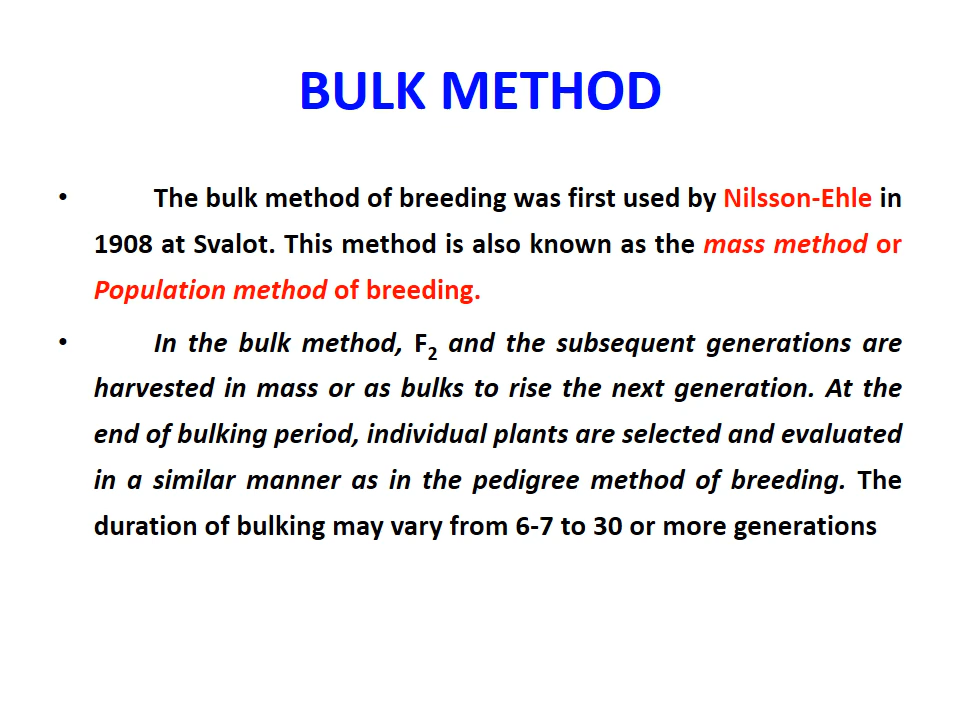 BULK METHOD
• The bulk method of breeding was first used by Nilsson-Ehle in
1908 at Svalot. This method is also known as the mass method or
Population method of breeding.
• In the bulk method, F2 and the subsequent generations are
harvested in mass or as bulks to rise the next generation. At the
end of bulking period, individual plants are selected and evaluated
in a similar manner as in the pedigree method of breeding. The
duration of bulking may vary from 6-7 to 30 or more generations